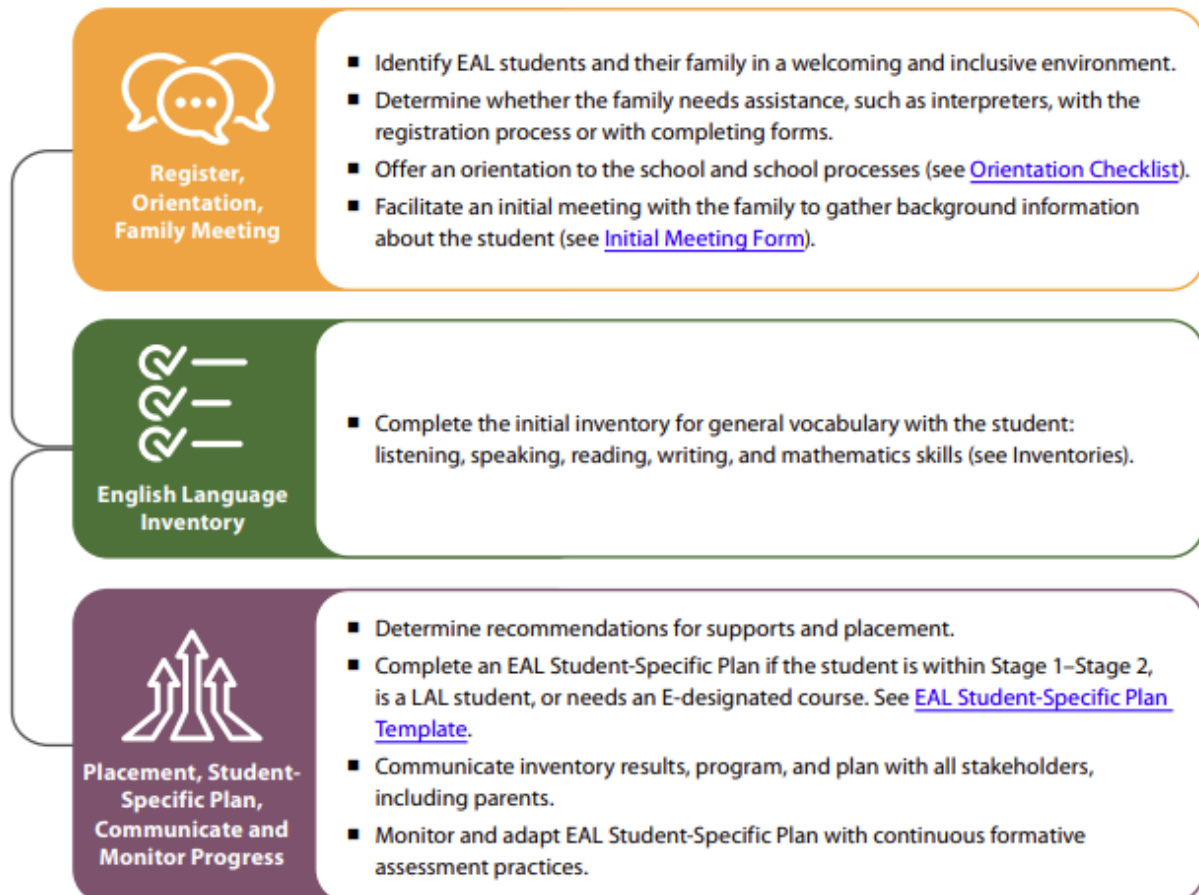 Register,
Orientation,
Family Meeting
■ Identify EAL students and their family in a welcoming and inclusive environment.
■ Determine whether the family needs assistance, such as interpreters, with the
registration process or with completing forms.
■ Offer an orientation to the school and school processes (see Orientation Checklist).
■ Facilitate an initial meeting with the family to gather background information
about the student (see Initial Meeting Form).
English Language
Inventory
■ Complete the initial inventory for general vocabulary with the student:
listening, speaking, reading, writing, and mathematics skills (see Inventories).
Placement, Student-
Specific Plan,
Communicate and
Monitor Progress
■ Determine recommendations for supports and placement.
■ Complete an EAL Student-Specific Plan if the student is within Stage 1–Stage 2,
is a LAL student, or needs an E-designated course. See EAL Student-Specific Plan
Template.
■ Communicate inventory results, program, and plan with all stakeholders,
including parents.
■ Monitor and adapt EAL Student-Specific Plan with continuous formative
assessment practices.